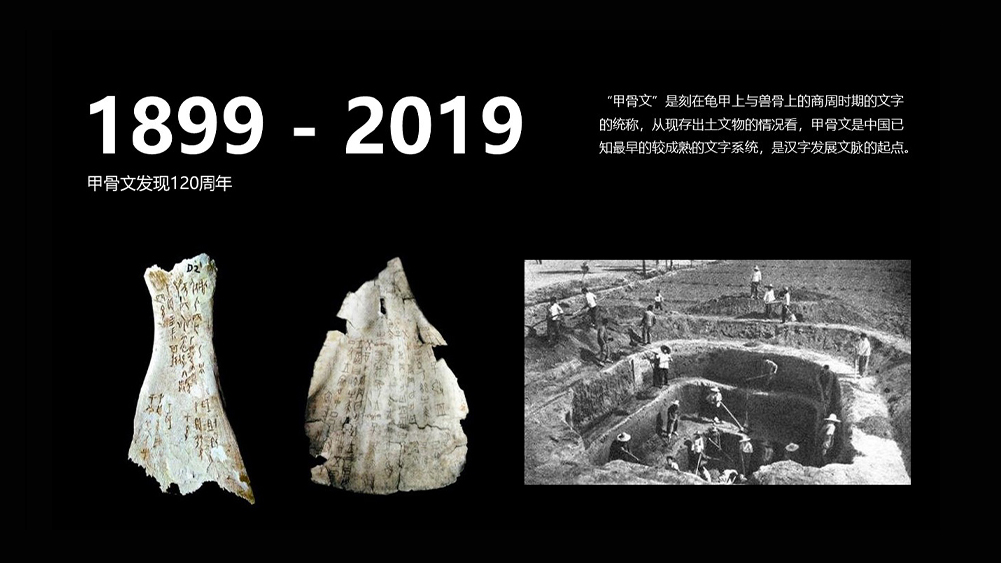 1899 - 2019
甲骨文发现120周年
“甲骨文”是刻在龟甲上与兽骨上的商周时期的文字
的统称，从现存出土文物的情况看，甲骨文是中国已
知最早的较成熟的文字系统，是汉字发展文脉的起点。
D2